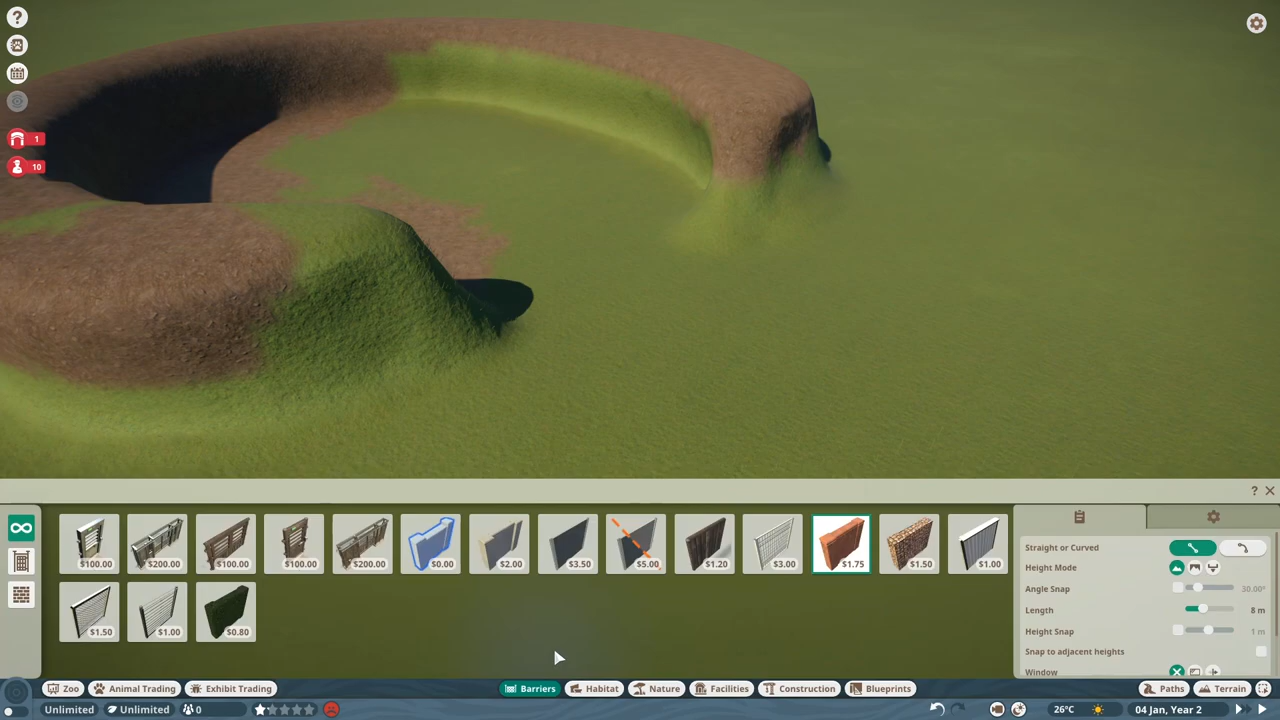 ?
1
10
? ×
$100.00 $200.00 $100.00 $100.00 $200.00 $0.00 $2.00 $3.50 $5.00 $1.20 $3.00 $1.75 $1.50 $1.00
$1.50 $1.00 $0.80
Straight or Curved
Height Mode
Angle Snap 30.00°
Length 8 m
Height Snap 1 m
Snap to adjacent heights
Window
Zoo Animal Trading Exhibit Trading Barriers Habitat Nature Facilities Construction Blueprints Paths Terrain
Unlimited Unlimited 0 26°C 04 Jan, Year 2